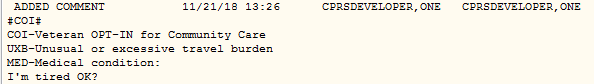 ADDED COMMENT 11/21/18 13:26 CPRSDEVELOPER,ONE CPRSDEVELOPER,ONE
#COI#
COI-Veteran OPT-IN for Community Care
UXB-Unusual or excessive travel burden
MED-Medical condition:
I'm tired OK?